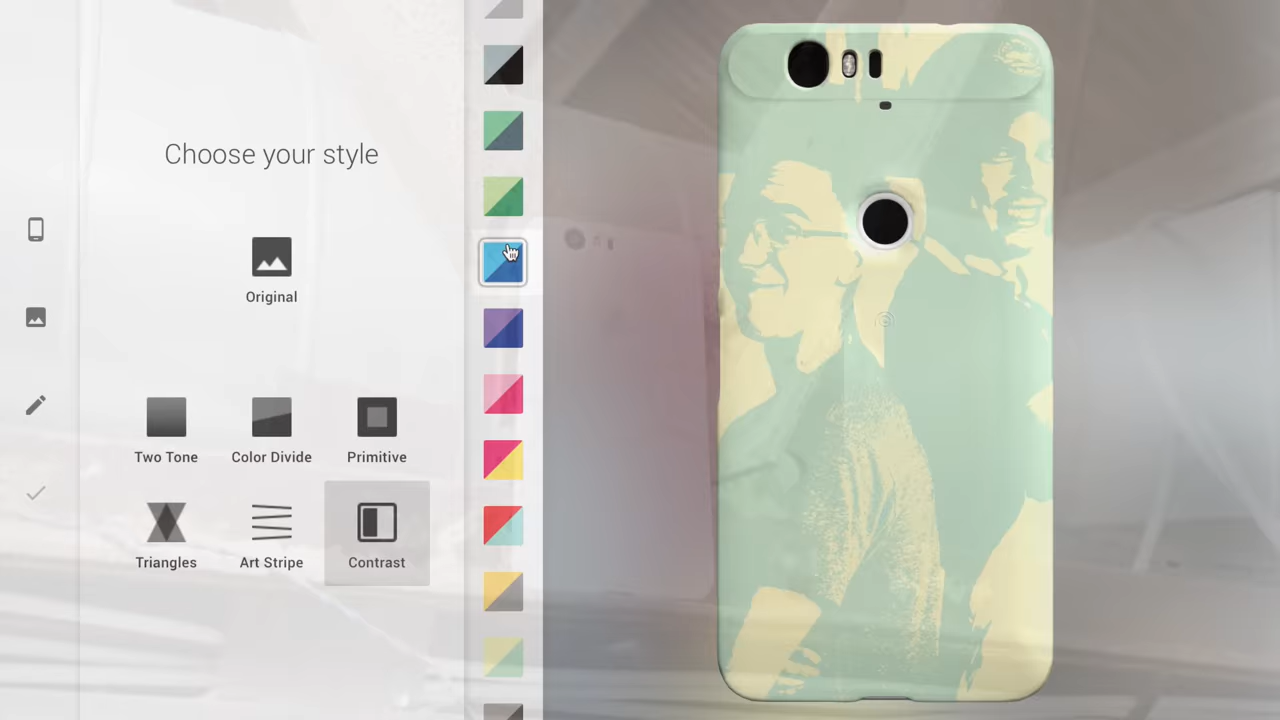 Choose your style
Original
Two Tone
Color Divide
Primitive
Triangles
Art Stripe
Contrast